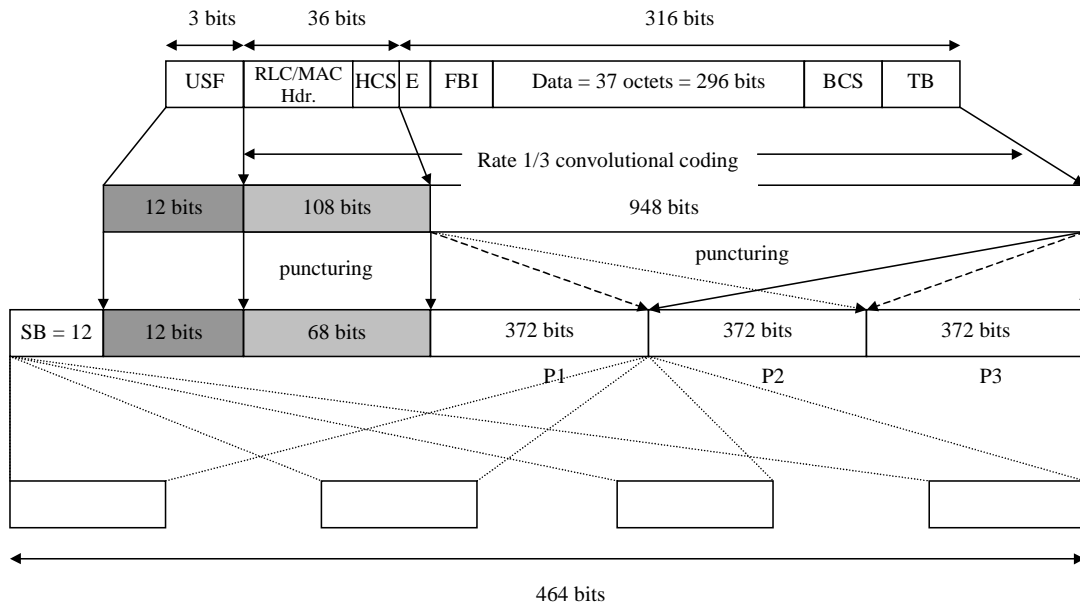 3 bits 36 bits 316 bits
USF RLC/MAC Hdr. HCS E FBI Data = 37 octets = 296 bits BCS TB
Rate 1/3 convolutional coding
12 bits 108 bits 948 bits
puncturing puncturing
SB = 12 12 bits 68 bits 372 bits 372 bits 372 bits
P1 P2 P3
464 bits